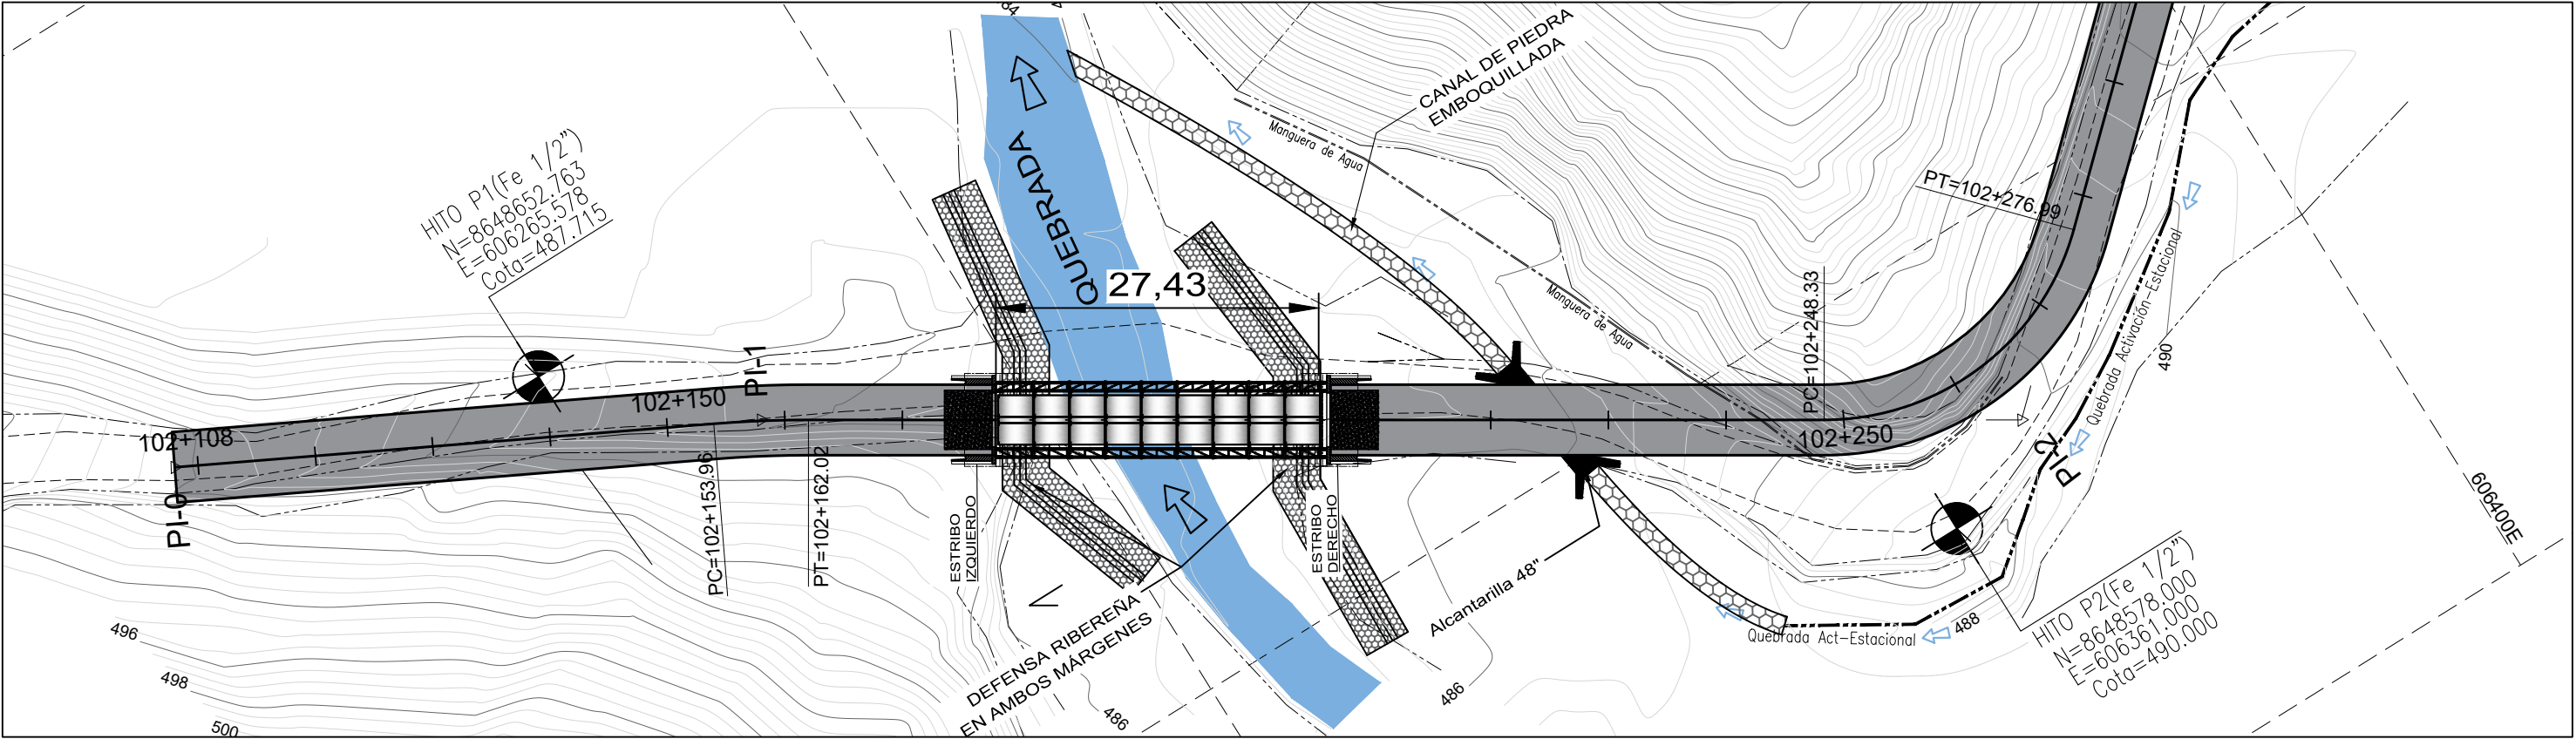 84
CANAL DE PIEDRA
EMBOQUILLADA
Manguera de Agua
HITO P1(Fe 1/2")
N=8648652.763
E=606265.578
Cota=487.715
QUEBRADA
27,43
PT=102+276.99
Manguera de Agua
PC=102+248.33
Quebrada Activación-Estacional
490
PI-1
102+150
102+108
102+250
PI-2
PI-0
PC=102+153.96
PT=102+162.02
ESTRIBO
IZQUIERDO
ESTRIBO
DERECHO
606400E
Alcantarilla 48"
DEFENSA RIBEREÑA
EN AMBOS MÁRGENES
Quebrada Act-Estacional
488
HITO P2(Fe 1/2")
N=8648578.000
E=606361.000
Cota=490.000
496
498
500
486
486